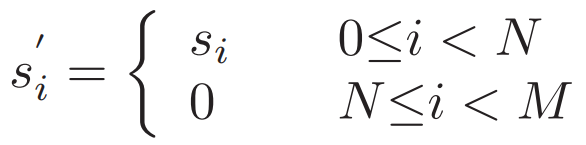 s'_i = { s_i 0≤i < N
0 N≤i < M